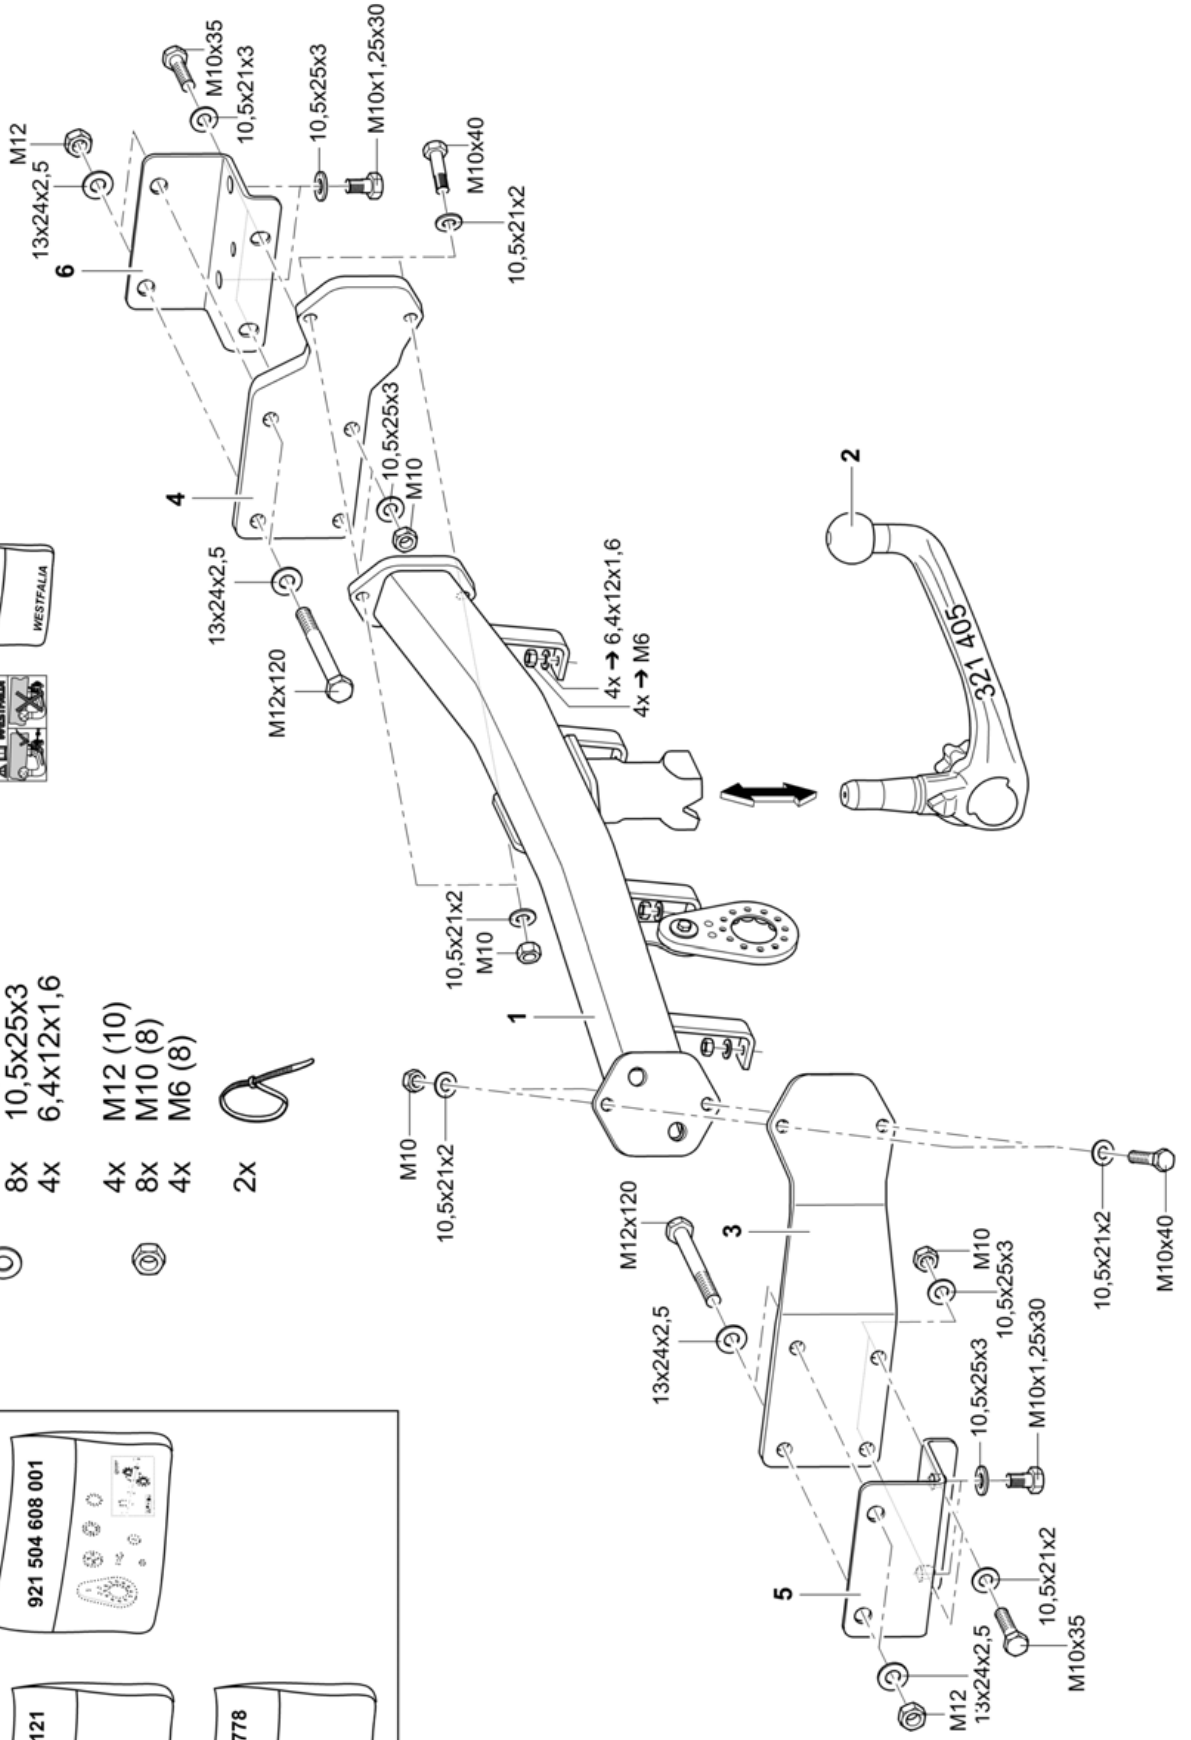 8x 10,5x25x3
4x 6,4x12x1,6
4x M12 (10)
8x M10 (8)
4x M6 (8)
2x
WESTFALIA
WESTFALIA
921 504 608 001
121
778
M12
13x24x2,5
6
M10x35
10,5x21x3
10,5x25x3
M10x1,25x30
M10x40
10,5x21x2
4
13x24x2,5
M12x120
10,5x25x3
M10
4x → 6,4x12x1,6
4x → M6
2
321 405
10,5x21x2
M10
1
M10
10,5x21x2
M12x120
13x24x2,5
3
M10
10,5x25x3
10,5x21x2
M10x40
10,5x25x3
M10x1,25x30
5
10,5x21x2
M10x35
M12
13x24x2,5